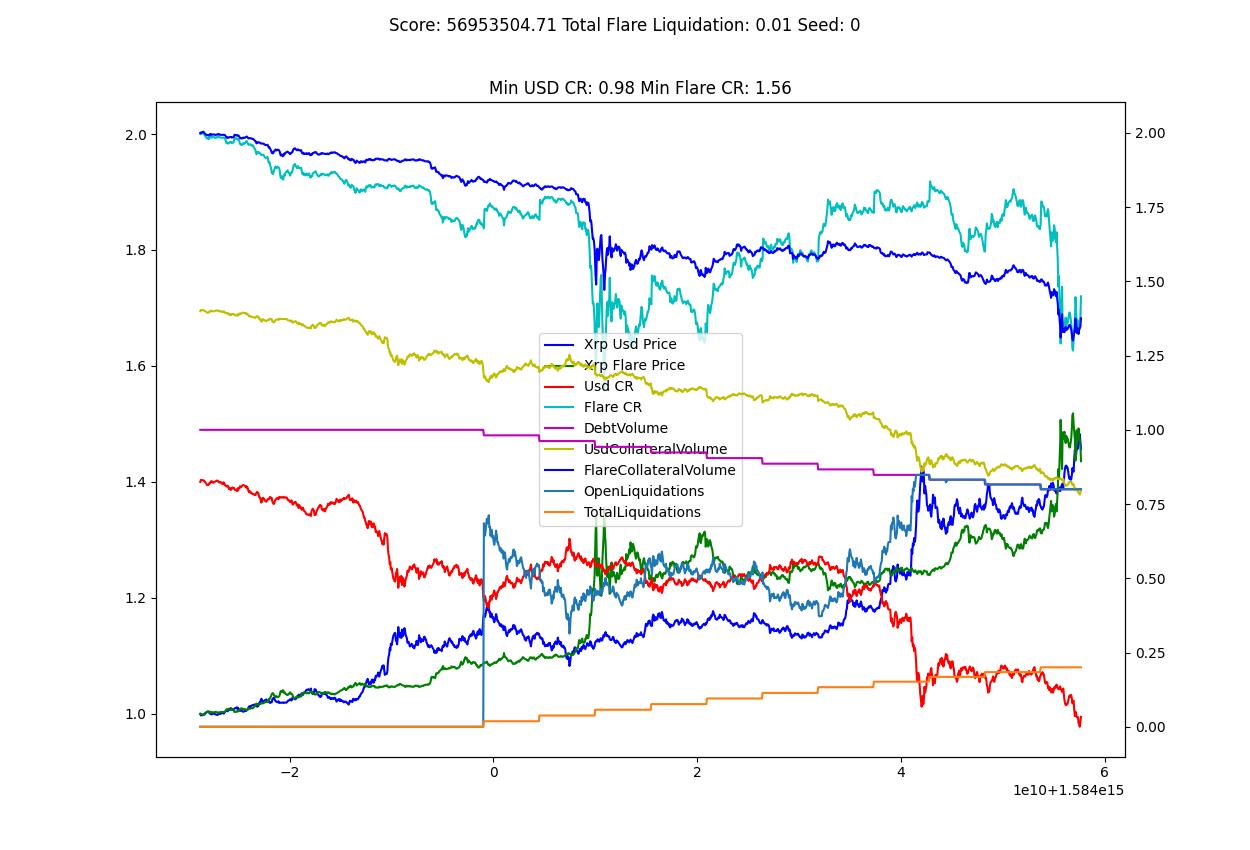 Score: 56953504.71 Total Flare Liquidation: 0.01 Seed: 0
Min USD CR: 0.98 Min Flare CR: 1.56
2.0
1.8
1.6
1.4
1.2
1.0
2.00
1.75
1.50
1.25
1.00
0.75
0.50
0.25
0.00
Xrp Usd Price
Xrp Flare Price
Usd CR
Flare CR
DebtVolume
UsdCollateralVolume
FlareCollateralVolume
OpenLiquidations
TotalLiquidations
−2 0 2 4 6
1e10+1.584e15